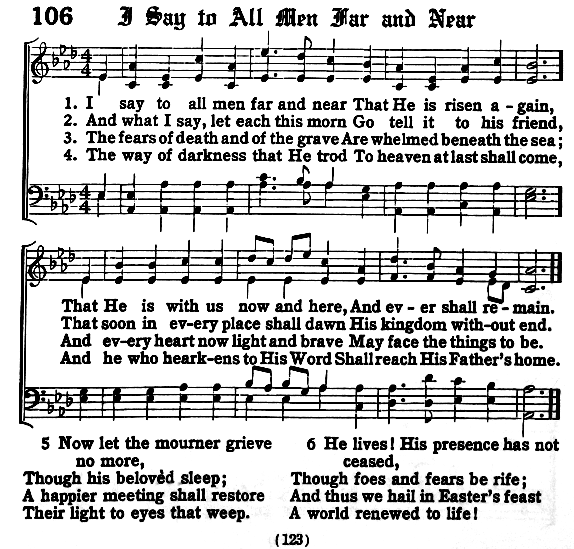 106 I Say to All Men Far and Near
1. I say to all men far and near That He is risen a - gain,
2. And what I say, let each this morn Go tell it to his friend,
3. The fears of death and of the grave Are whelmed beneath the sea;
4. The way of darkness that He trod To heaven at last shall come,
That He is with us now and here, And ev - er shall re - main.
That soon in ev-ery place shall dawn His kingdom with-out end.
And ev-ery heart now light and brave May face the things to be.
And he who heark-ens to His Word Shall reach His Father's home.
5 Now let the mourner grieve
no more,
Though his belovèd sleep;
A happier meeting shall restore
Their light to eyes that weep.
6 He lives! His presence has not
ceased,
Though foes and fears be rife;
And thus we hail in Easter's feast
A world renewed to life!
(123)